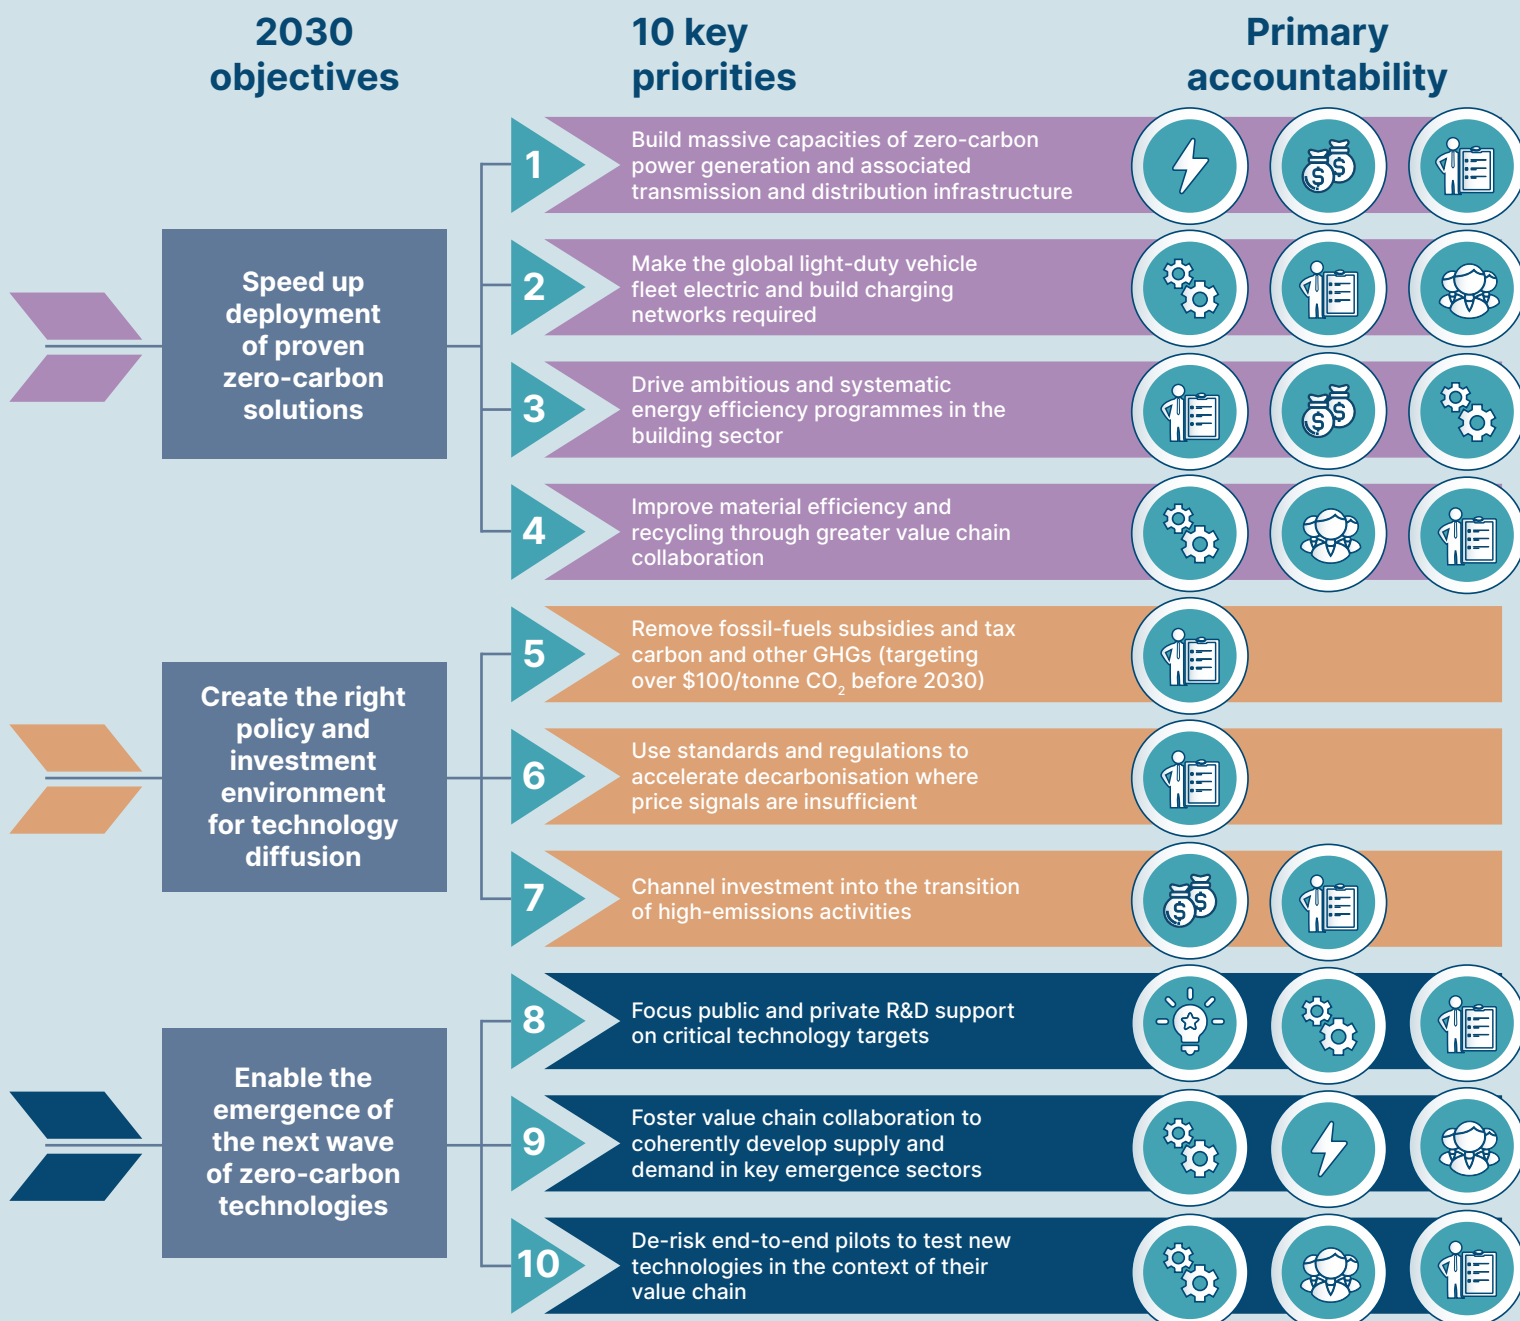 2030
objectives
10 key
priorities
Primary
accountability
Speed up
deployment
of proven
zero-carbon
solutions
1
Build massive capacities of zero-carbon
power generation and associated
transmission and distribution infrastructure
2
Make the global light-duty vehicle
fleet electric and build charging
networks required
3
Drive ambitious and systematic
energy efficiency programmes in the
building sector
4
Improve material efficiency and
recycling through greater value chain
collaboration
Create the right
policy and
investment
environment
for technology
diffusion
5
Remove fossil-fuels subsidies and tax
carbon and other GHGs (targeting
over $100/tonne CO₂ before 2030)
6
Use standards and regulations to
accelerate decarbonisation where
price signals are insufficient
7
Channel investment into the transition
of high-emissions activities
Enable the
emergence of
the next wave
of zero-carbon
technologies
8
Focus public and private R&D support
on critical technology targets
9
Foster value chain collaboration to
coherently develop supply and
demand in key emergence sectors
10
De-risk end-to-end pilots to test new
technologies in the context of their
value chain